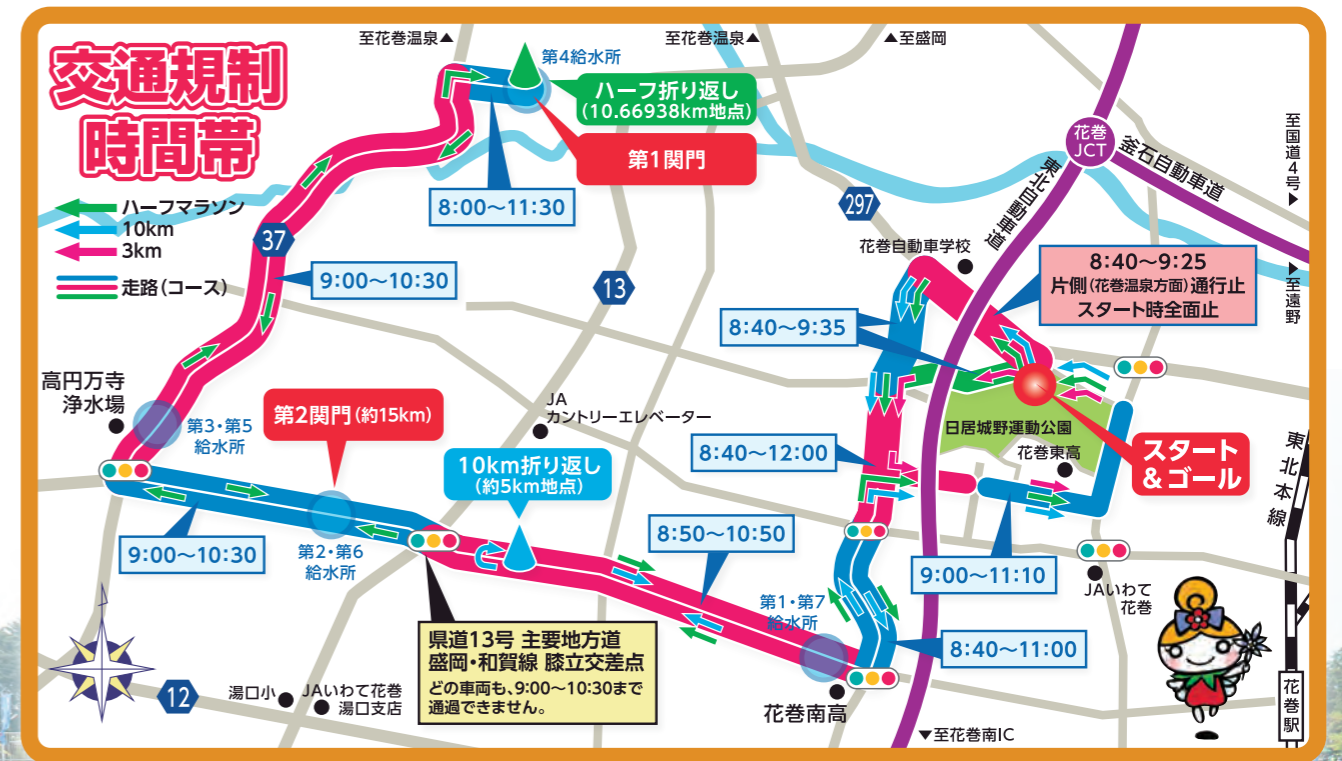 交通規制
時間帯
ハーフマラソン
10km
3km
走路(コース)
至花巻温泉▲
第4給水所
至花巻温泉▲
▲至盛岡
ハーフ折り返し
(10.66938km地点)
第1関門
8:00～11:30
37
9:00～10:30
13
297
花巻自動車学校
花巻
JCT
釜石自動車道
東北自動車道
至国道4号▶
▶至遠野
8:40～9:25
片側(花巻温泉方面)通行止
スタート時全面止
8:40～9:35
高円万寺
浄水場
第3・第5
給水所
第2関門(約15km)
JA
カントリーエレベーター
10km折り返し
(約5km地点)
8:40～12:00
日居城野運動公園
花巻東高
スタート
&ゴール
東北本線
9:00～10:30
第2・第6
給水所
8:50～10:50
9:00～11:10
JAいわて
花巻
第1・第7
給水所
8:40～11:00
県道13号 主要地方道
盛岡・和賀線 膝立交差点
どの車両も、9:00～10:30まで
通過できません。
12
湯口小
JAいわて花巻
湯口支店
花巻南高
▼至花巻南IC
花巻駅